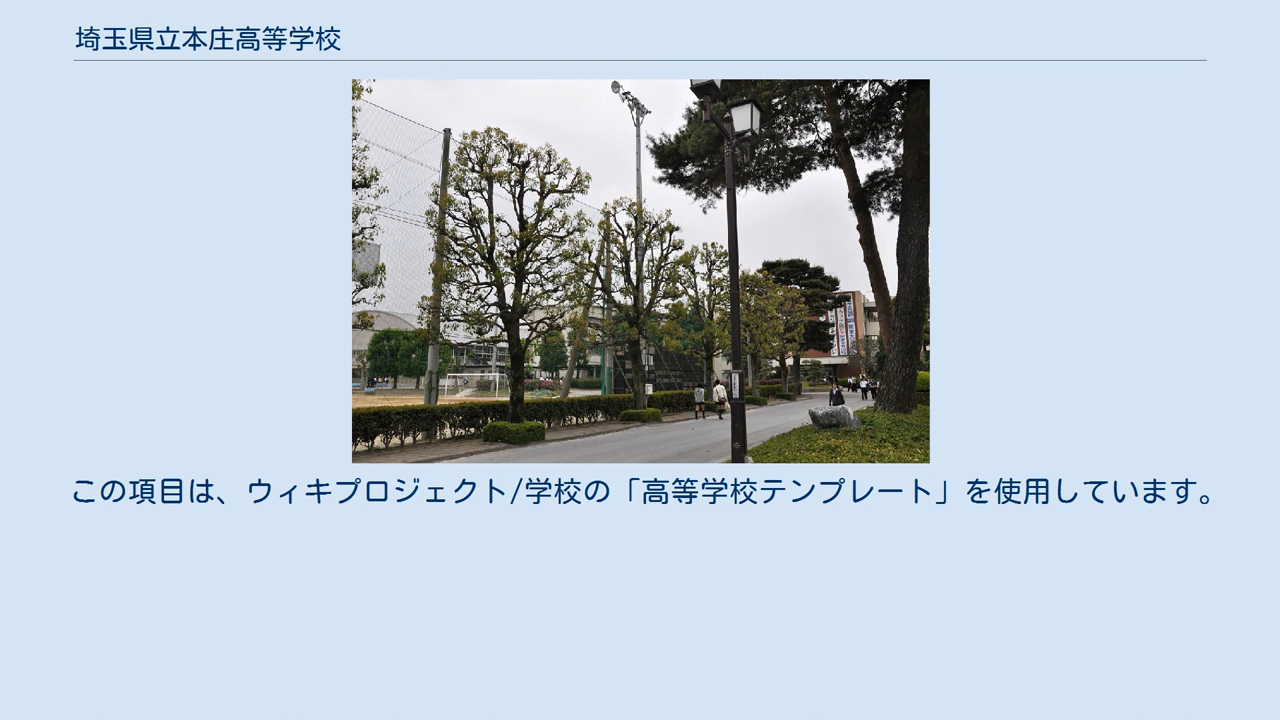 埼玉県立本庄高等学校
この項目は、ウィキプロジェクト/学校の「高等学校テンプレート」を使用しています。